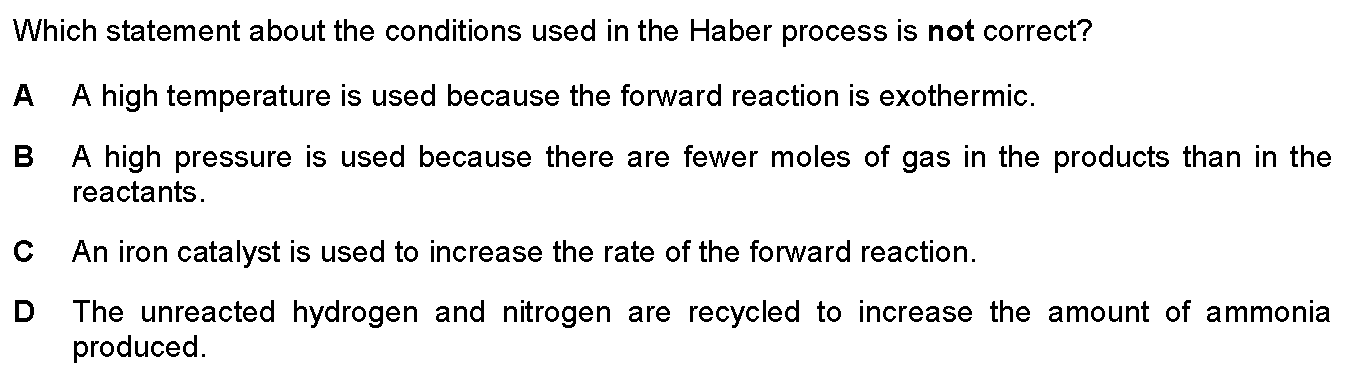 Which statement about the conditions used in the Haber process is not correct?
A A high temperature is used because the forward reaction is exothermic.
B A high pressure is used because there are fewer moles of gas in the products than in the
reactants.
C An iron catalyst is used to increase the rate of the forward reaction.
D The unreacted hydrogen and nitrogen are recycled to increase the amount of ammonia
produced.